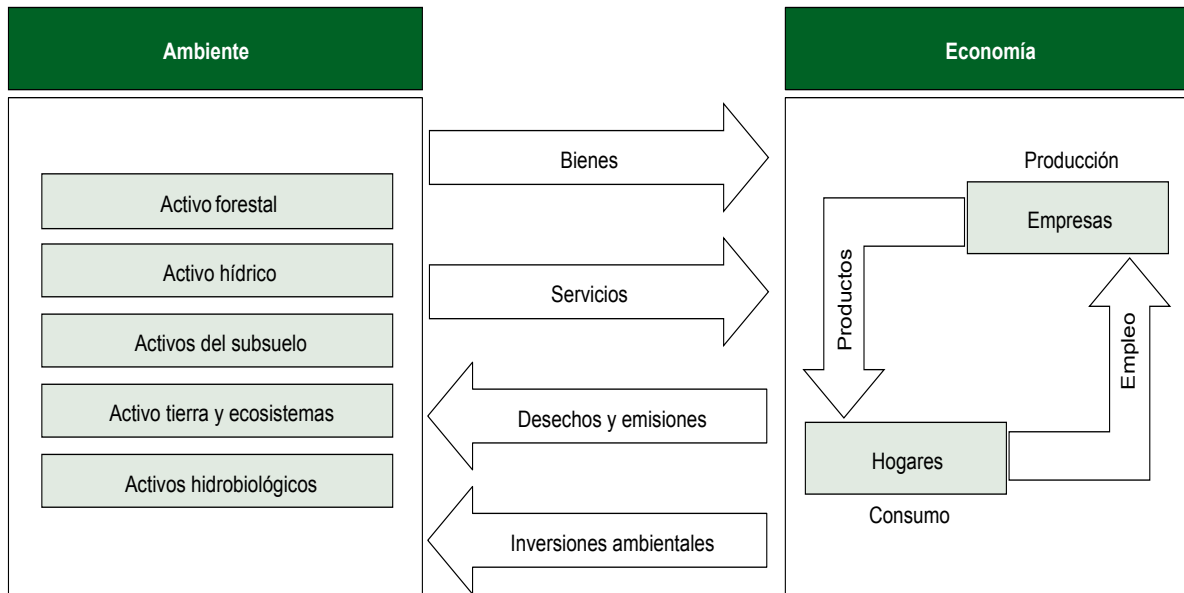 Ambiente
Activo forestal
Activo hídrico
Activos del subsuelo
Activo tierra y ecosistemas
Activos hidrobiológicos
Bienes
Servicios
Desechos y emisiones
Inversiones ambientales
Economía
Producción
Empresas
Productos
Empleo
Hogares
Consumo